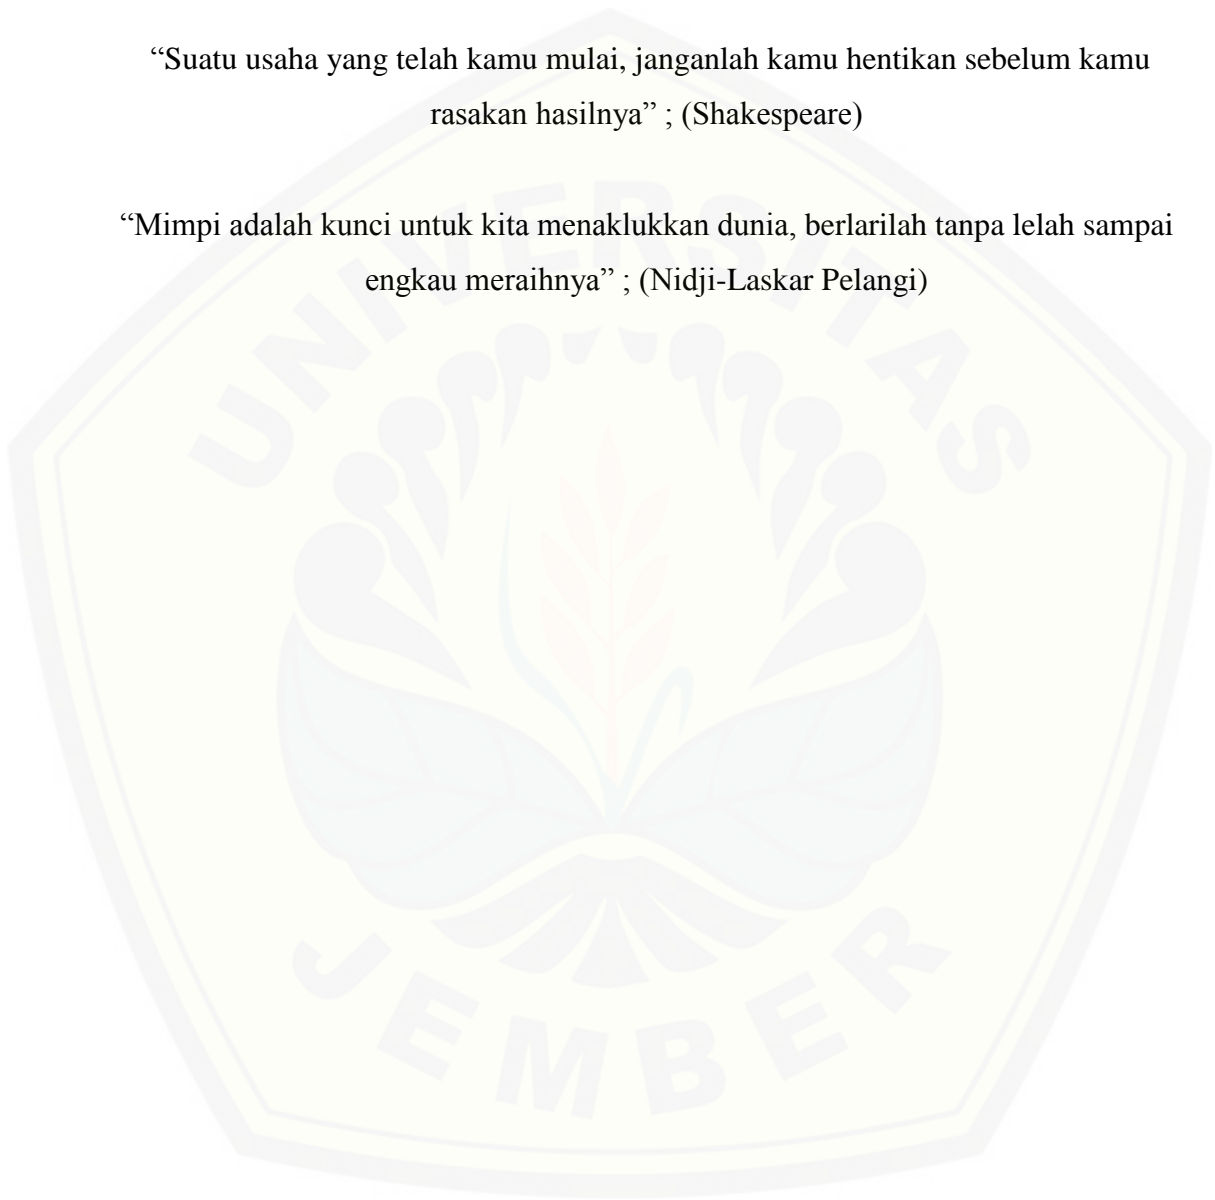 “Suatu usaha yang telah kamu mulai, janganlah kamu hentikan sebelum kamu
rasakan hasilnya” ; (Shakespeare)
“Mimpi adalah kunci untuk kita menaklukkan dunia, berlarilah tanpa lelah sampai
engkau meraihnya” ; (Nidji-Laskar Pelangi)
UNIVERSITAS
JEMBER